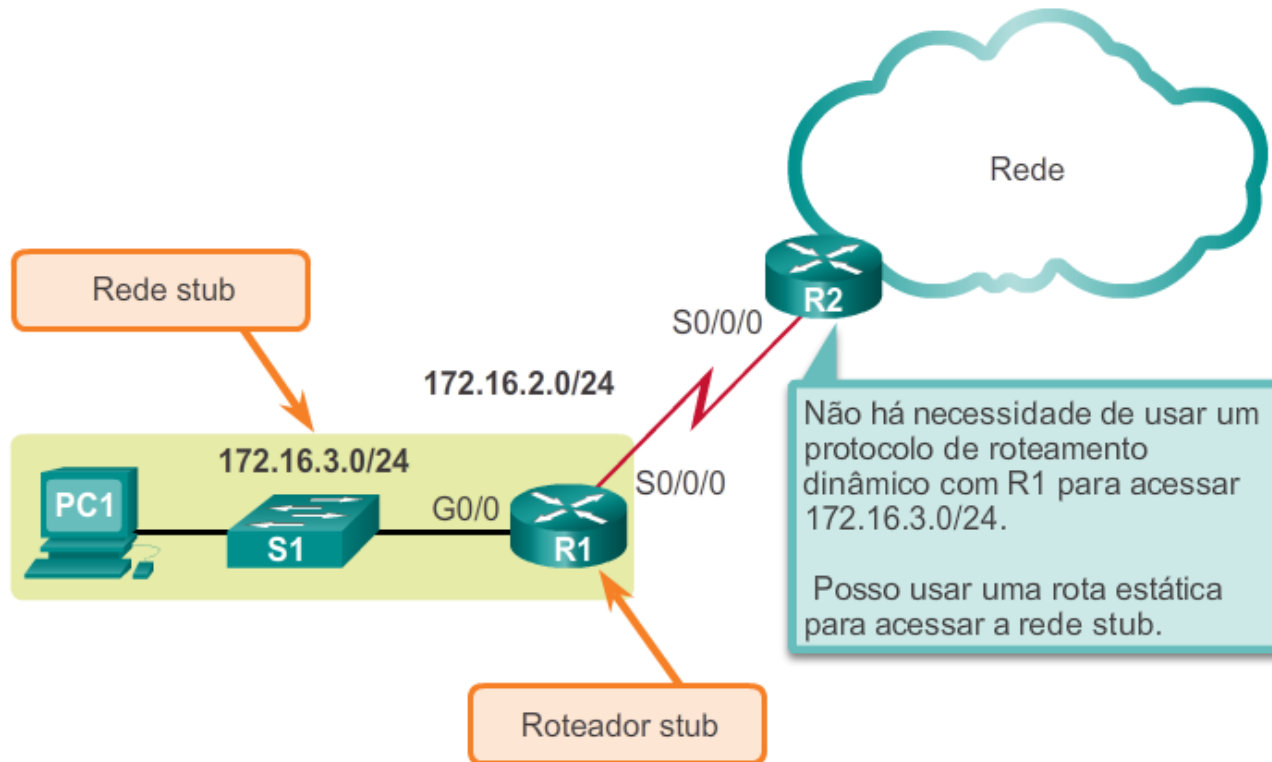 Rede
Rede stub
R2
S0/0/0
172.16.2.0/24
Não há necessidade de usar um
protocolo de roteamento
dinâmico com R1 para acessar
172.16.3.0/24.
Posso usar uma rota estática
para acessar a rede stub.
172.16.3.0/24
S0/0/0
PC1
G0/0
S1
R1
Roteador stub